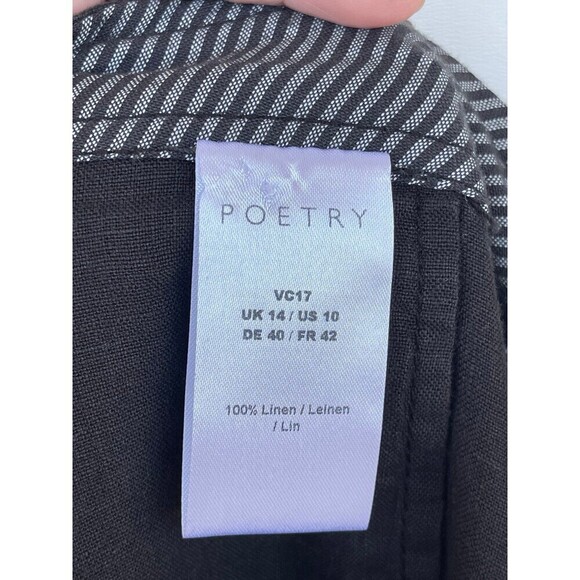 POETRY
VC17
UK 14 / US 10
DE 40 / FR 42
100% Linen / Leinen
/ Lin